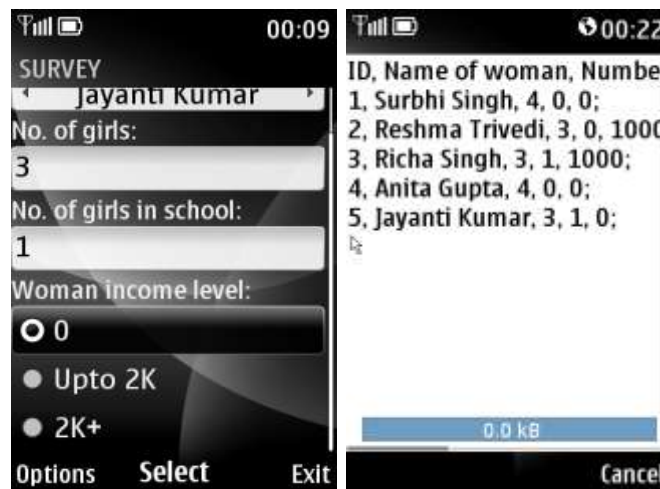 00:09
SURVEY
Jayanti Kumar
No. of girls:
3
No. of girls in school:
1
Woman income level:
0
Upto 2K
2K+
Options Select Exit
00:22
ID, Name of woman, Numbe
1, Surbhi Singh, 4, 0, 0;
2, Reshma Trivedi, 3, 0, 1000
3, Richa Singh, 3, 1, 1000;
4, Anita Gupta, 4, 0, 0;
5, Jayanti Kumar, 3, 1, 0;
0.0 kB
Cancel